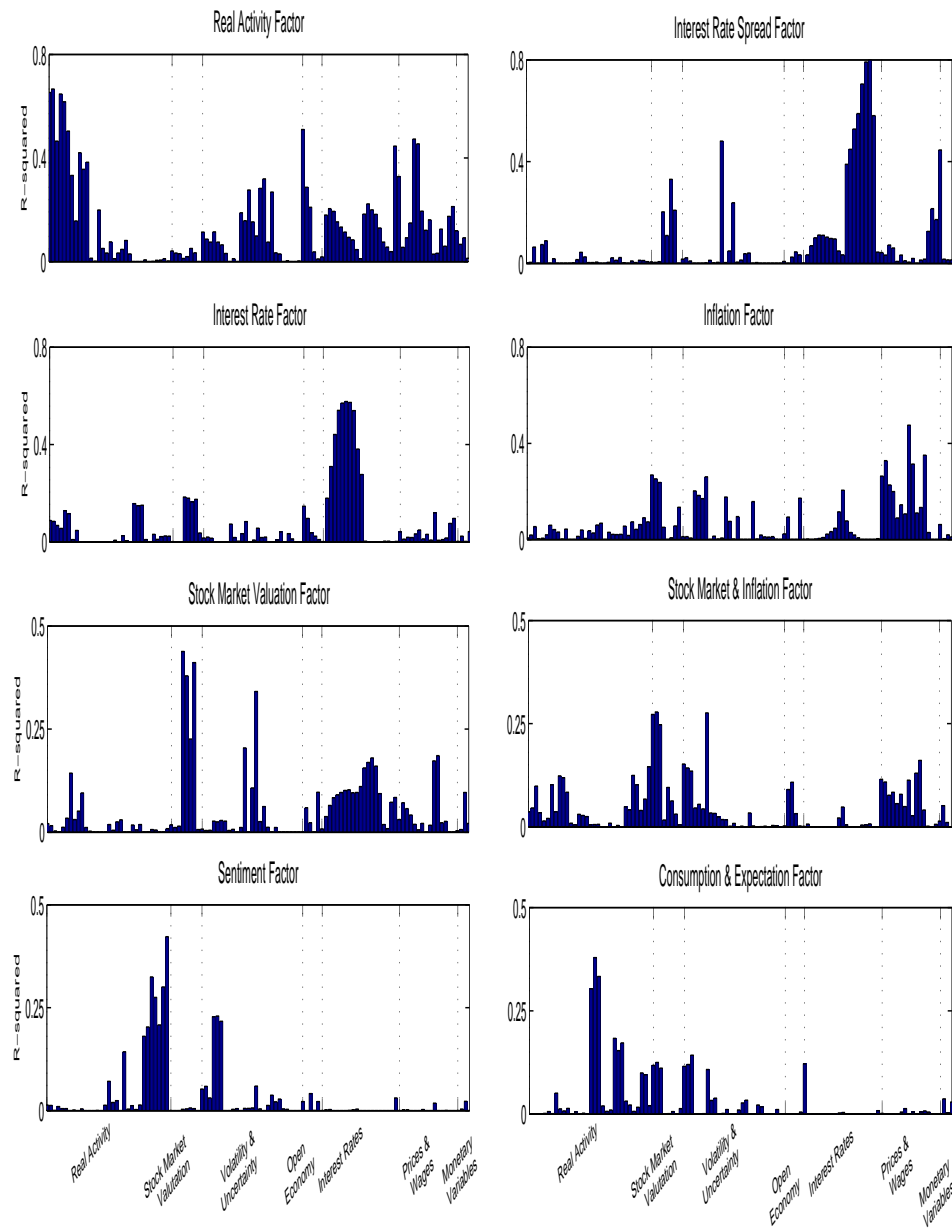 Real Activity Factor
Interest Rate Spread Factor
0.8
0.4
0
R-squared
0.8
0.4
0
Interest Rate Factor
Inflation Factor
0.8
0.4
0
R-squared
0.8
0.4
0
Stock Market Valuation Factor
Stock Market & Inflation Factor
0.5
0.25
0
R-squared
0.5
0.25
0
Sentiment Factor
Consumption & Expectation Factor
0.5
0.25
0
R-squared
0.5
0.25
0
Real Activity
Stock Market
Valutation
Volatility &
Uncertainty
Open
Economy
Interest Rates
Prices &
Wages
Monetary
Variables
Real Activity
Stock Market
Valutation
Volatility &
Uncertainty
Open
Economy
Interest Rates
Prices &
Wages
Monetary
Variables